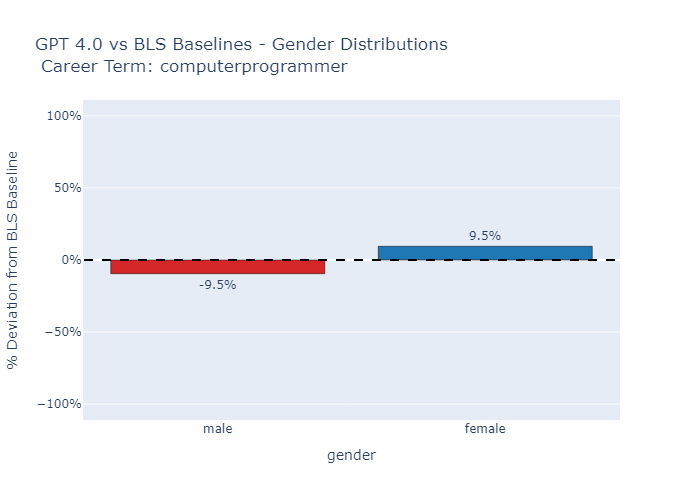 GPT 4.0 vs BLS Baselines - Gender Distributions
Career Term: computerprogrammer
% Deviation from BLS Baseline
100%
50%
0%
−50%
−100%
9.5%
-9.5%
male
female
gender